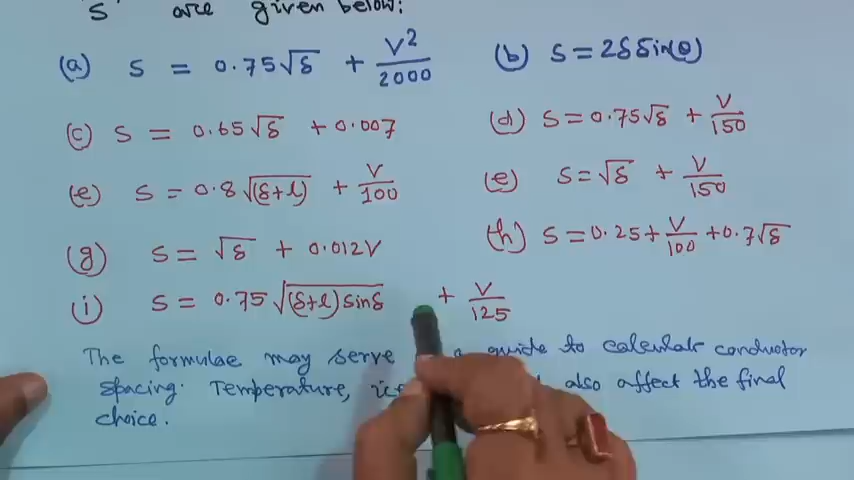 'S' are given below:
(a) S = 0.75√δ + V²/2000 (b) S = 2δ Sin(θ)
(c) S = 0.65√δ + 0.007 (d) S = 0.75√δ + V/150
(e) S = 0.8√(δ+l) + V/100 (e) S = √δ + V/150
(g) S = √δ + 0.012V (h) S = 0.25 + V/100 + 0.7√δ
(i) S = 0.75√(δ+l)sinδ + V/125
The formulae may serve a guide to calculate conductor
spacing. Temperature, also affect the final
choice.